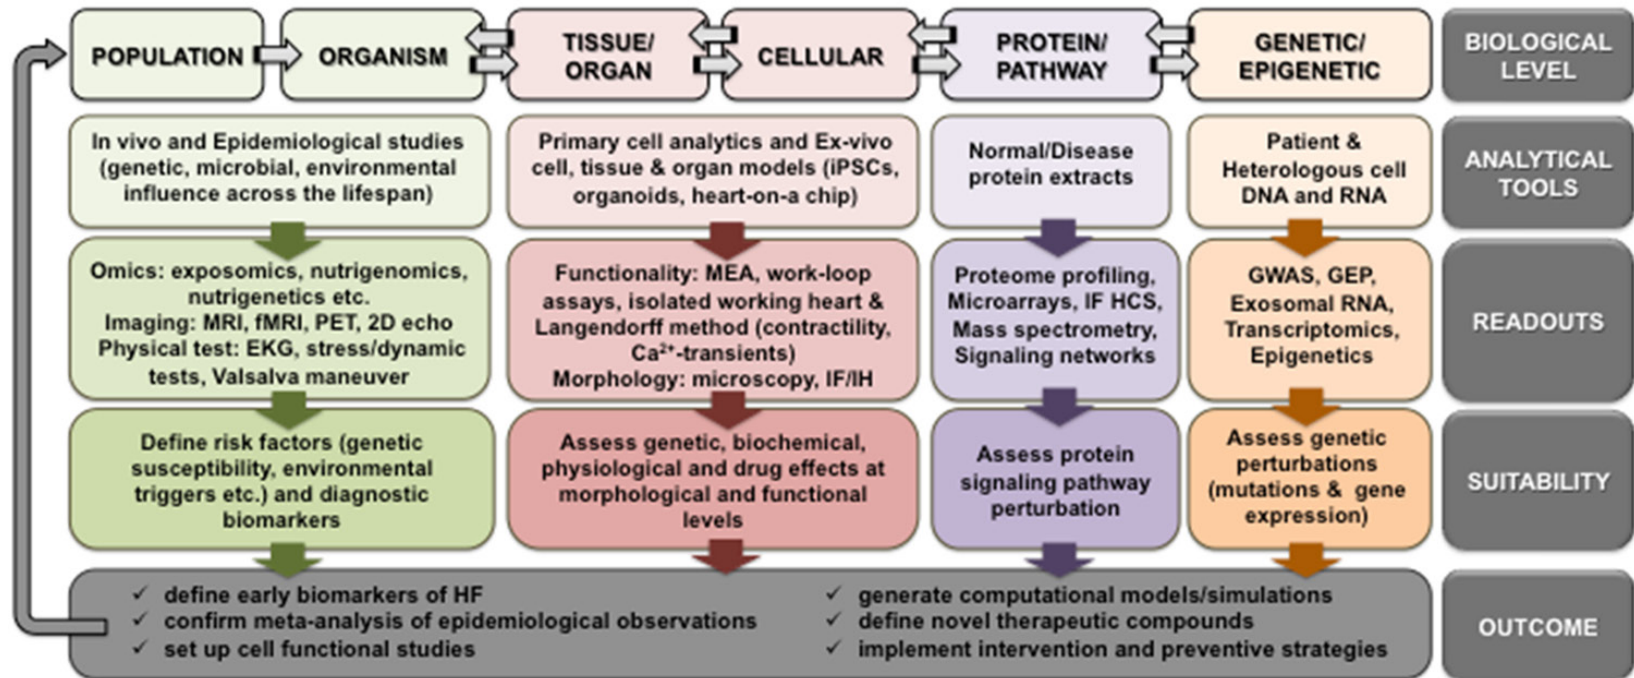 POPULATION
ORGANISM
TISSUE/
ORGAN
CELLULAR
PROTEIN/
PATHWAY
GENETIC/
EPIGENETIC
BIOLOGICAL
LEVEL
In vivo and Epidemiological studies
(genetic, microbial, environmental
influence across the lifespan)
Primary cell analytics and Ex-vivo
cell, tissue & organ models (iPSCs,
organoids, heart-on-a chip)
Normal/Disease
protein extracts
Patient &
Heterologous cell
DNA and RNA
ANALYTICAL
TOOLS
Omics: exposomics, nutrigenomics,
nutrigenetics etc.
Imaging: MRI, fMRI, PET, 2D echo
Physical test: EKG, stress/dynamic
tests, Valsalva maneuver
Functionality: MEA, work-loop
assays, isolated working heart &
Langendorff method (contractility,
Ca²⁺-transients)
Morphology: microscopy, IF/IH
Proteome profiling,
Microarrays, IF HCS,
Mass spectrometry,
Signaling networks
GWAS, GEP,
Exosomal RNA,
Transcriptomics,
Epigenetics
READOUTS
Define risk factors (genetic
susceptibility, environmental
triggers etc.) and diagnostic
biomarkers
Assess genetic, biochemical,
physiological and drug effects at
morphological and functional
levels
Assess protein
signaling pathway
perturbation
Assess genetic
perturbations
(mutations & gene
expression)
SUITABILITY
✓ define early biomarkers of HF
✓ confirm meta-analysis of epidemiological observations
✓ set up cell functional studies
✓ generate computational models/simulations
✓ define novel therapeutic compounds
✓ implement intervention and preventive strategies
OUTCOME